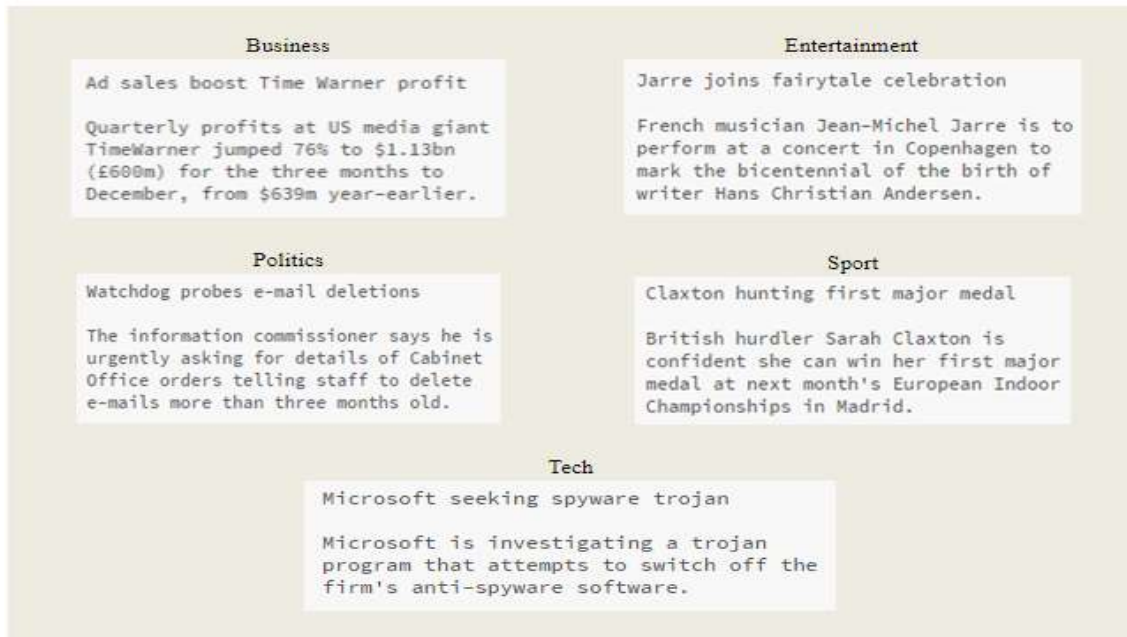 Business
Ad sales boost Time Warner profit
Quarterly profits at US media giant
TimeWarner jumped 76% to $1.13bn
(£600m) for the three months to
December, from $639m year-earlier.
Entertainment
Jarre joins fairytale celebration
French musician Jean-Michel Jarre is to
perform at a concert in Copenhagen to
mark the bicentennial of the birth of
writer Hans Christian Andersen.
Politics
Watchdog probes e-mail deletions
The information commissioner says he is
urgently asking for details of Cabinet
Office orders telling staff to delete
e-mails more than three months old.
Sport
Claxton hunting first major medal
British hurdler Sarah Claxton is
confident she can win her first major
medal at next month's European Indoor
Championships in Madrid.
Tech
Microsoft seeking spyware trojan
Microsoft is investigating a trojan
program that attempts to switch off the
firm's anti-spyware software.